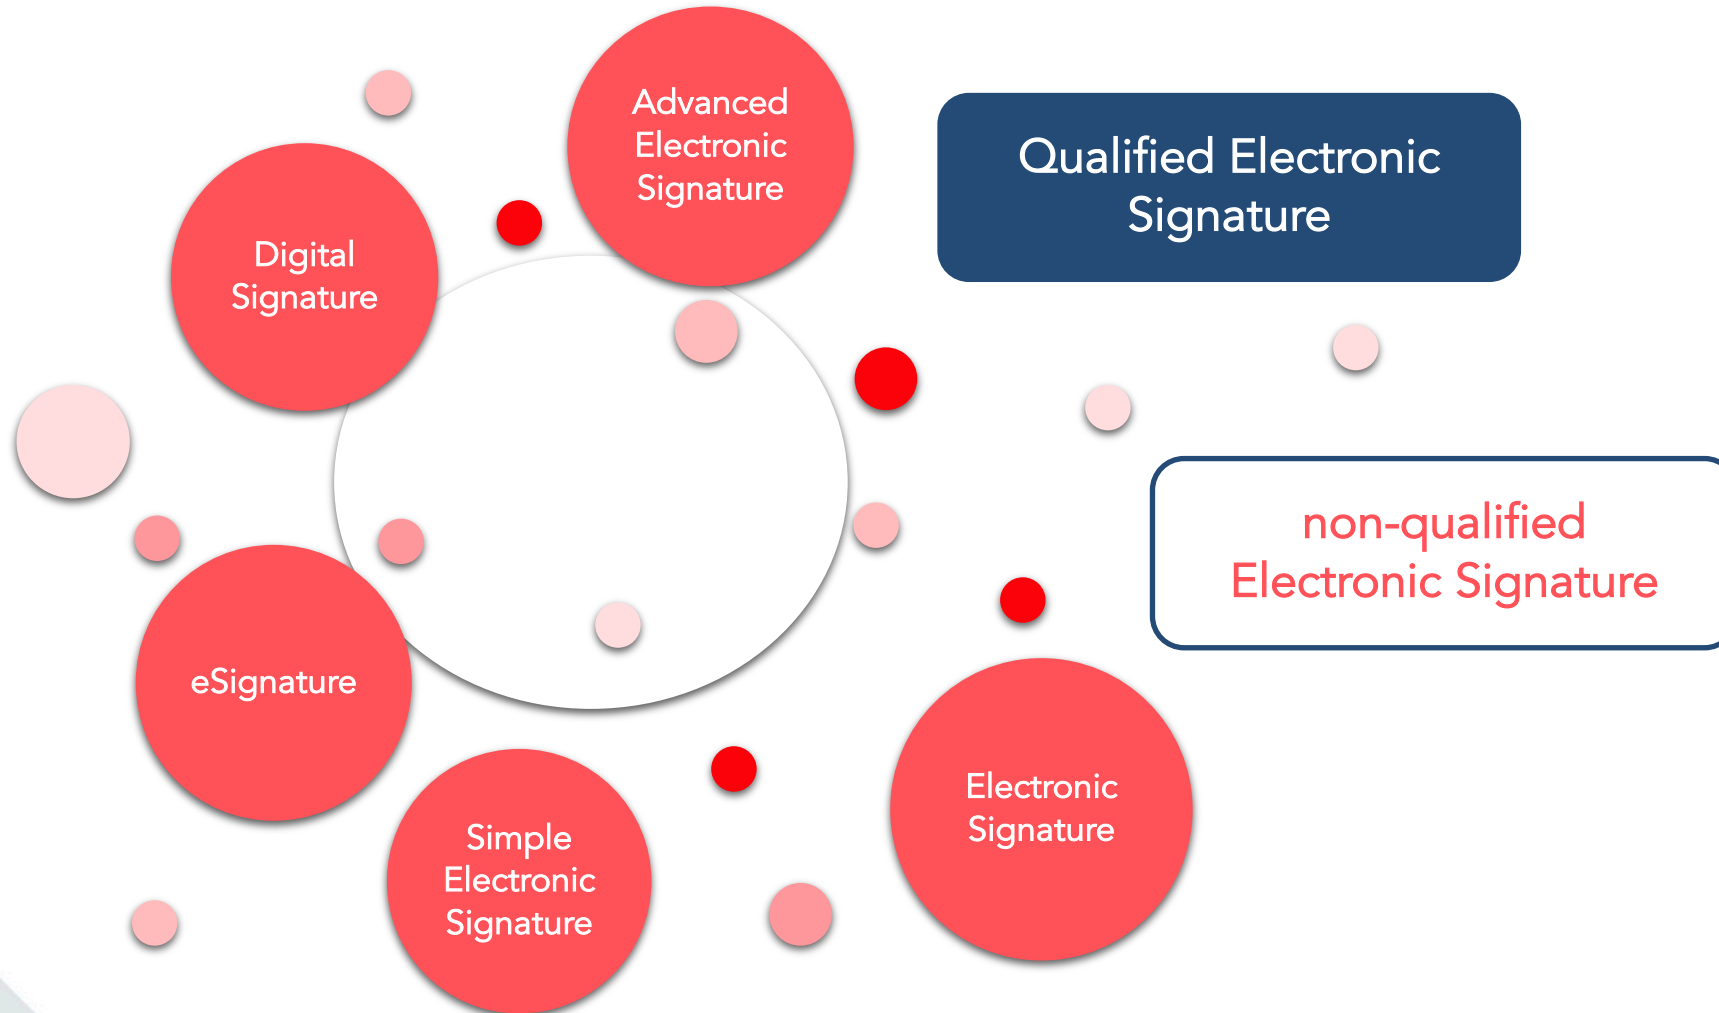 Advanced
Electronic
Signature
Qualified Electronic
Signature
Digital
Signature
non-qualified
Electronic Signature
eSignature
Electronic
Signature
Simple
Electronic
Signature